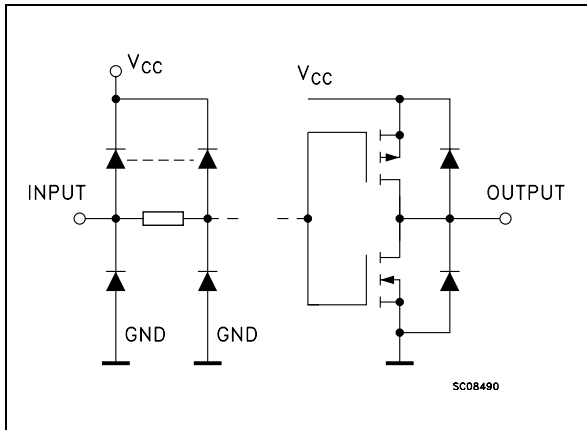 VCC
VCC
INPUT
OUTPUT
GND
GND
SC08490